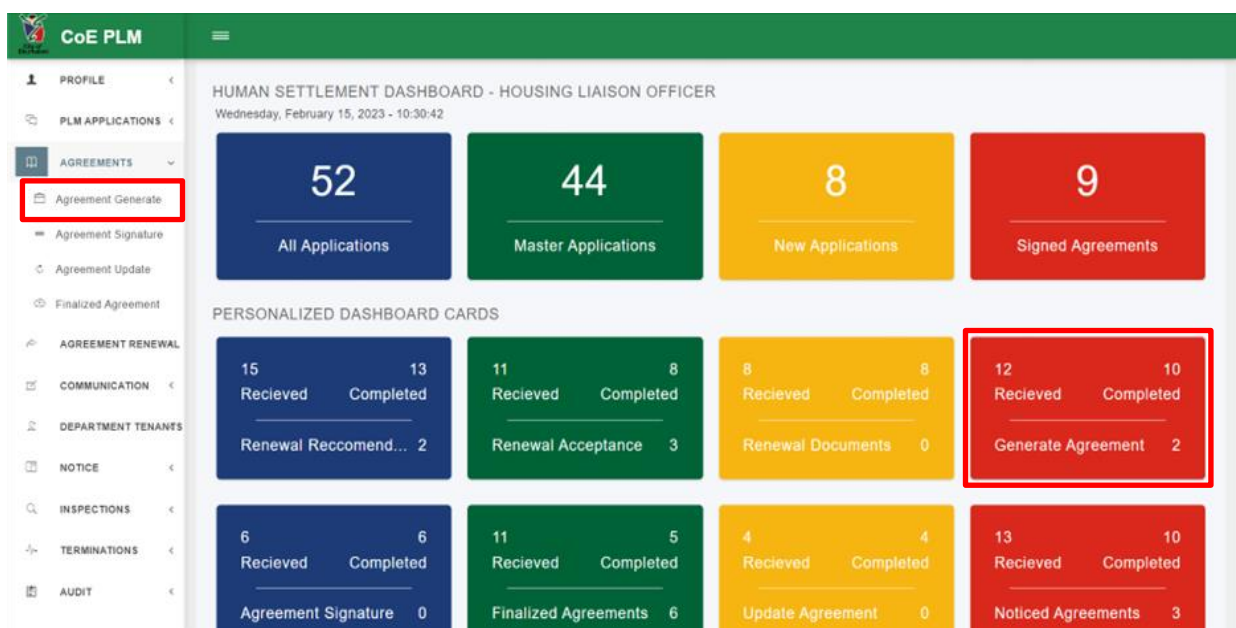 CoE PLM
PROFILE
PLM APPLICATIONS
AGREEMENTS
Agreement Generate
Agreement Signature
Agreement Update
Finalized Agreement
AGREEMENT RENEWAL
COMMUNICATION
DEPARTMENT TENANTS
NOTICE
INSPECTIONS
TERMINATIONS
AUDIT
HUMAN SETTLEMENT DASHBOARD - HOUSING LIAISON OFFICER
Wednesday, February 15, 2023 - 10:30:42
52
All Applications
44
Master Applications
8
New Applications
9
Signed Agreements
PERSONALIZED DASHBOARD CARDS
15 13
Recieved Completed
Renewal Reccomend... 2
11 8
Recieved Completed
Renewal Acceptance 3
8 8
Recieved Completed
Renewal Documents 0
12 10
Recieved Completed
Generate Agreement 2
6 6
Recieved Completed
Agreement Signature 0
11 5
Recieved Completed
Finalized Agreements 6
4 4
Recieved Completed
Update Agreement 0
13 10
Recieved Completed
Noticed Agreements 3